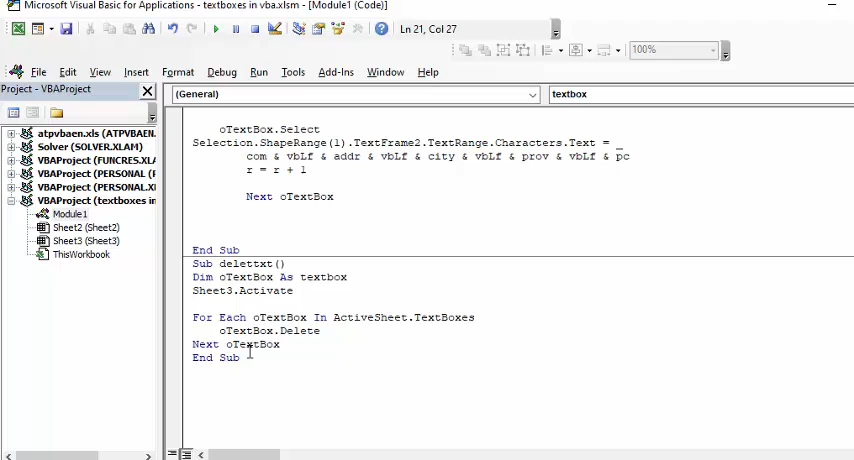 Microsoft Visual Basic for Applications - textboxes in vba.xlsm - [Module1 (Code)]
Ln 21, Col 27
100%
File Edit View Insert Format Debug Run Tools Add-Ins Window Help
Project - VBAProject
(General)
textbox
atpvbaen.xls (ATPVBAEN.
Solver (SOLVER.XLAM)
VBAProject (FUNCRES.XLA
VBAProject (PERSONAL (F
VBAProject (PERSONAL.XI
VBAProject (textboxes in
Module1
Sheet2 (Sheet2)
Sheet3 (Sheet3)
ThisWorkbook
oTextBox.Select
Selection.ShapeRange(1).TextFrame2.TextRange.Characters.Text = _
com & vbLf & addr & vbLf & city & vbLf & prov & vbLf & pc
r = r + 1
Next oTextBox
End Sub
Sub delettxt()
Dim oTextBox As textbox
Sheet3.Activate
For Each oTextBox In ActiveSheet.TextBoxes
oTextBox.Delete
Next oTextBox
End Sub